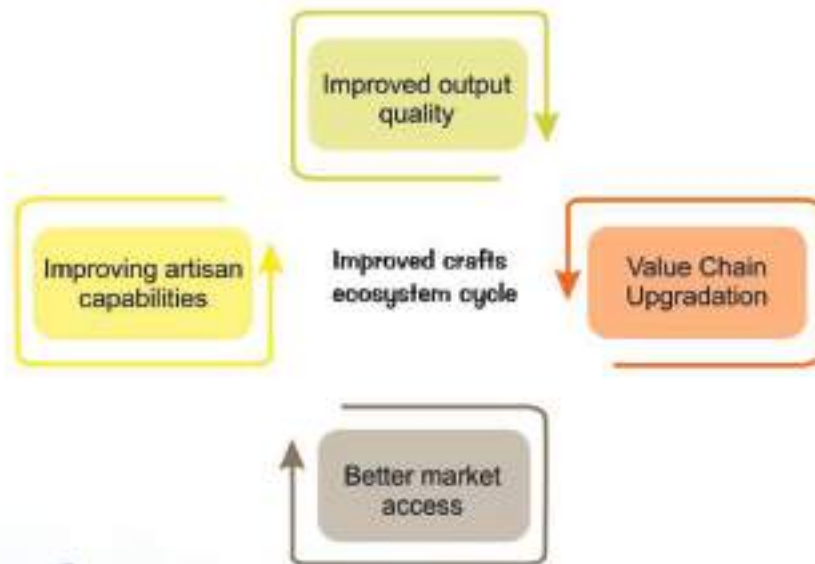 Improved output
quality
Improving artisan
capabilities
Improved crafts
ecosystem cycle
Value Chain
Upgradation
Better market
access